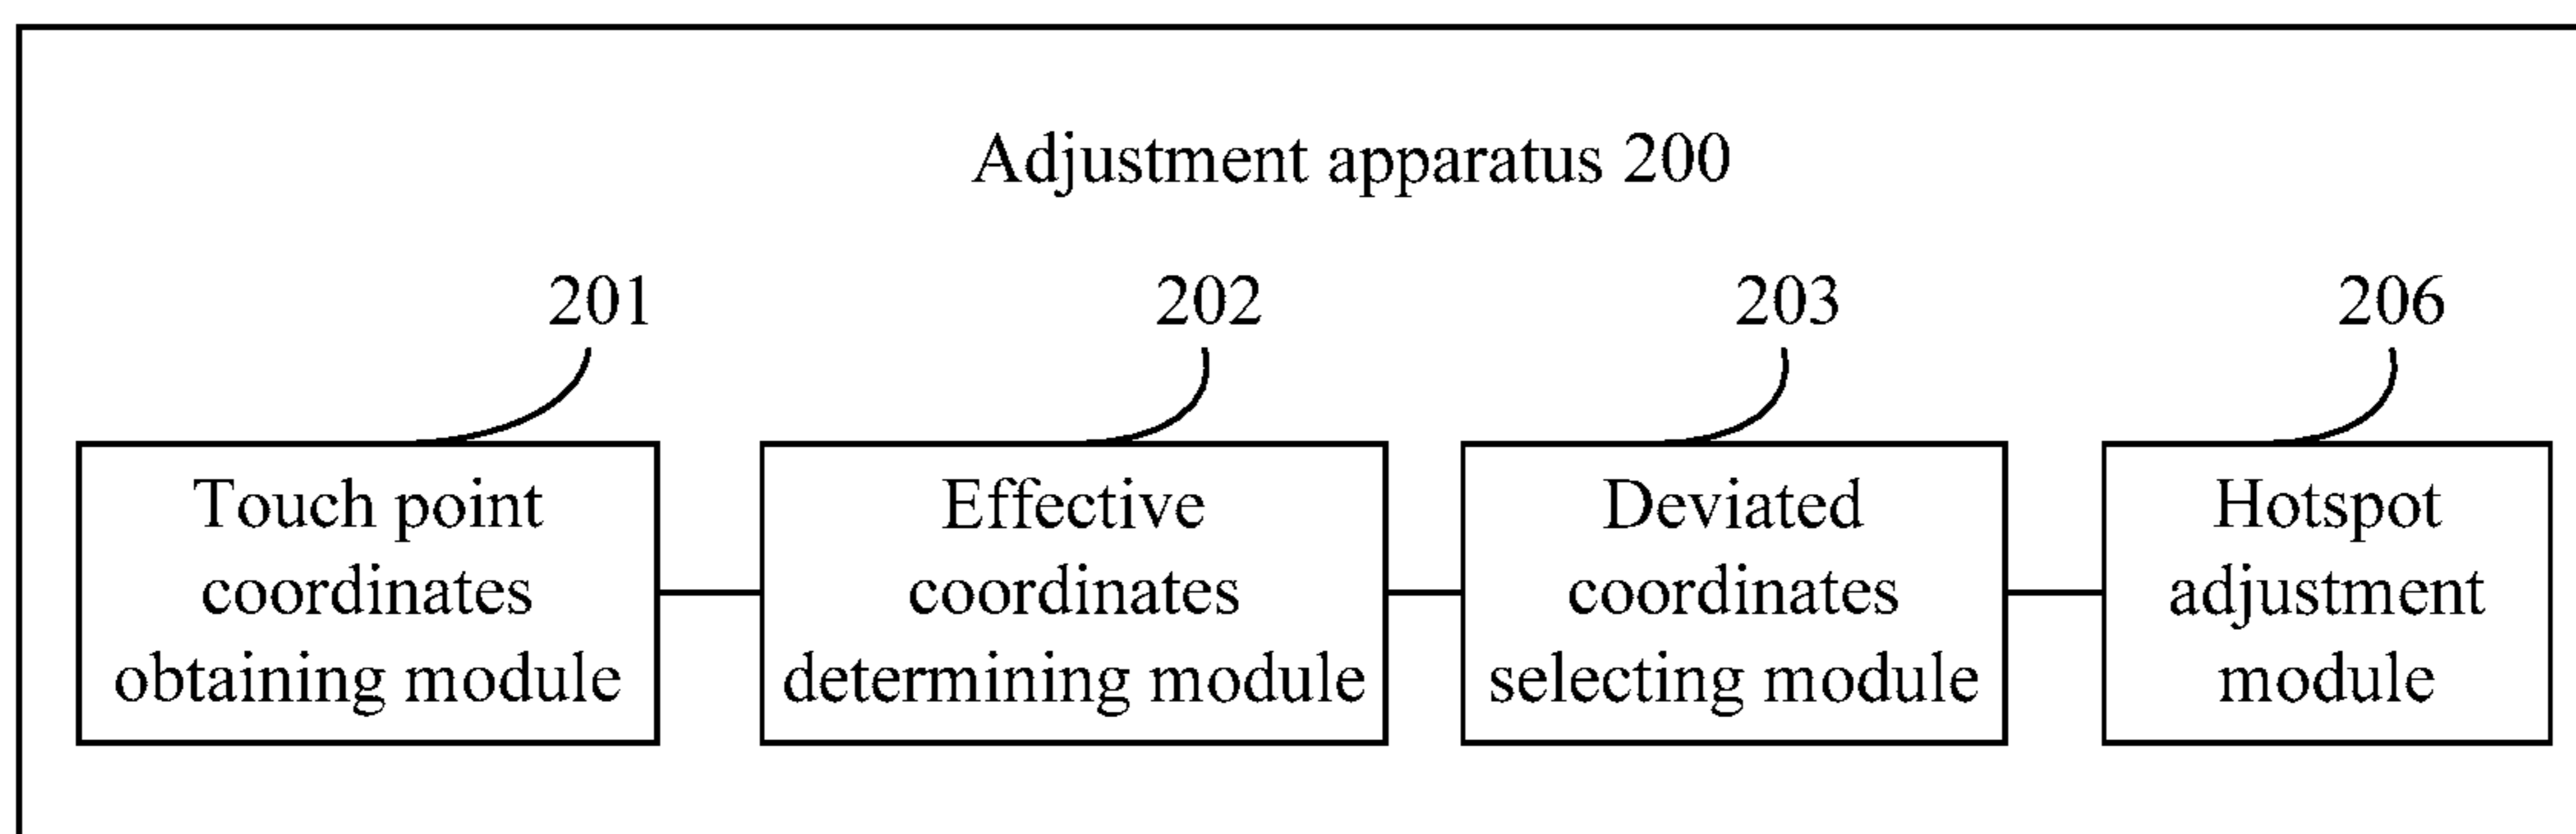 Adjustment apparatus 200
201
202
203
206
Touch point
coordinates
obtaining module
Effective
coordinates
determining module
Deviated
coordinates
selecting module
Hotspot
adjustment
module